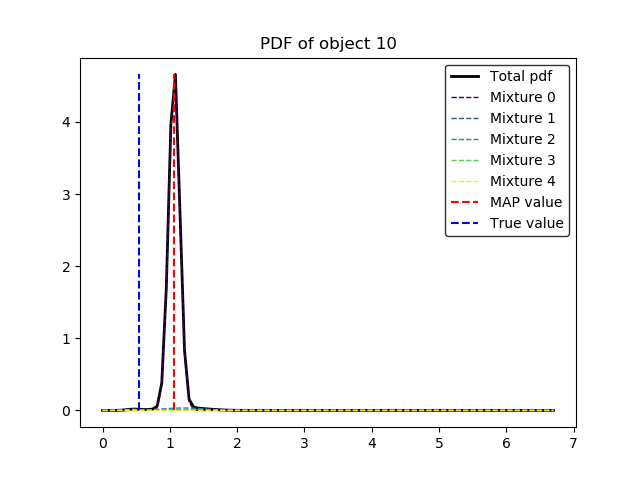 PDF of object 10
Total pdf
Mixture 0
Mixture 1
Mixture 2
Mixture 3
Mixture 4
MAP value
True value
4
3
2
1
0
0 1 2 3 4 5 6 7